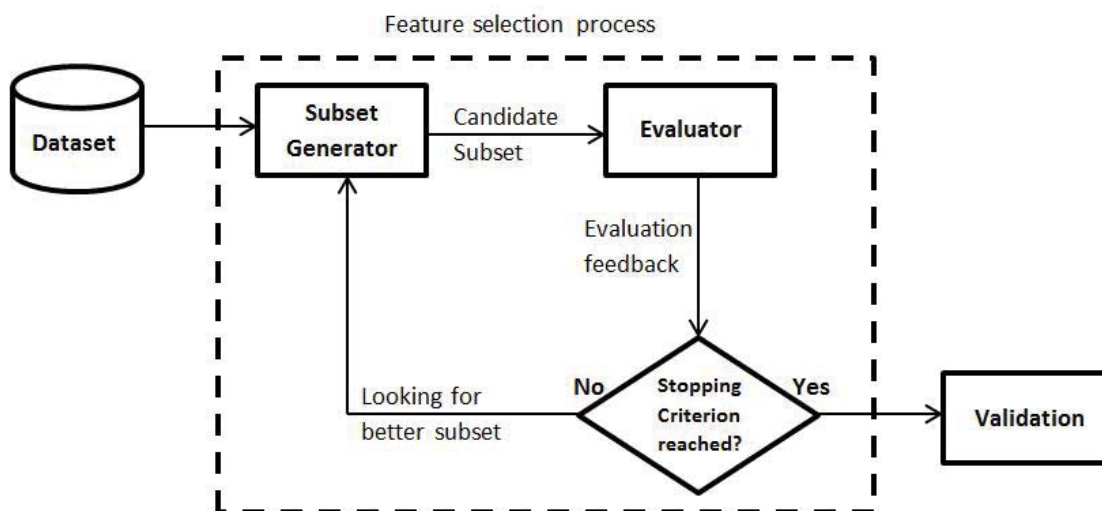 Feature selection process
Dataset
Subset
Generator
Candidate
Subset
Evaluator
Evaluation
feedback
Stopping
Criterion
reached?
No
Yes
Looking for
better subset
Validation